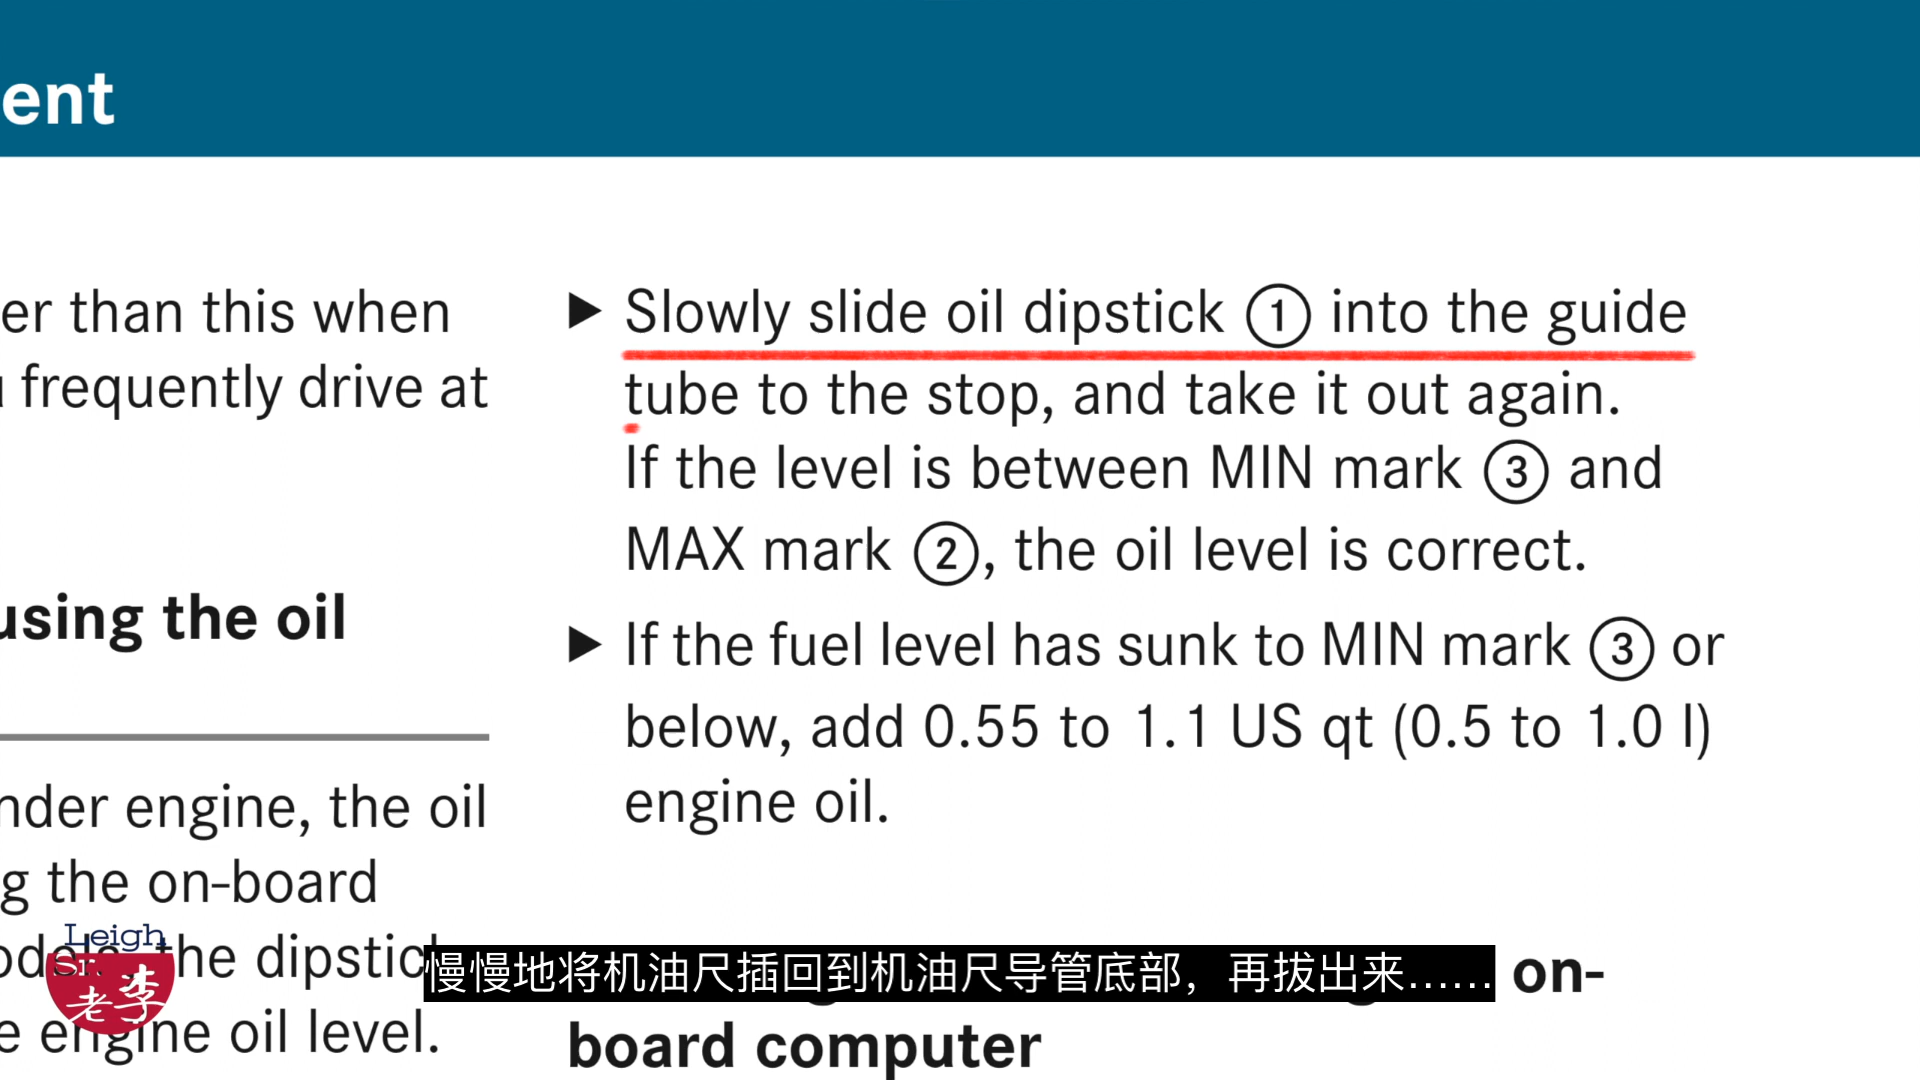 ent
er than this when
frequently drive at
using the oil
nder engine, the oil
g the on-board
the dipstic
e engine oil level.
▶ Slowly slide oil dipstick ① into the guide
tube to the stop, and take it out again.
If the level is between MIN mark ③ and
MAX mark ②, the oil level is correct.
▶ If the fuel level has sunk to MIN mark ③ or
below, add 0.55 to 1.1 US qt (0.5 to 1.0 l)
engine oil.
on-
board computer
慢慢地将机油尺插回到机油尺导管底部，再拔出来……
Leigh
Sr.
老李